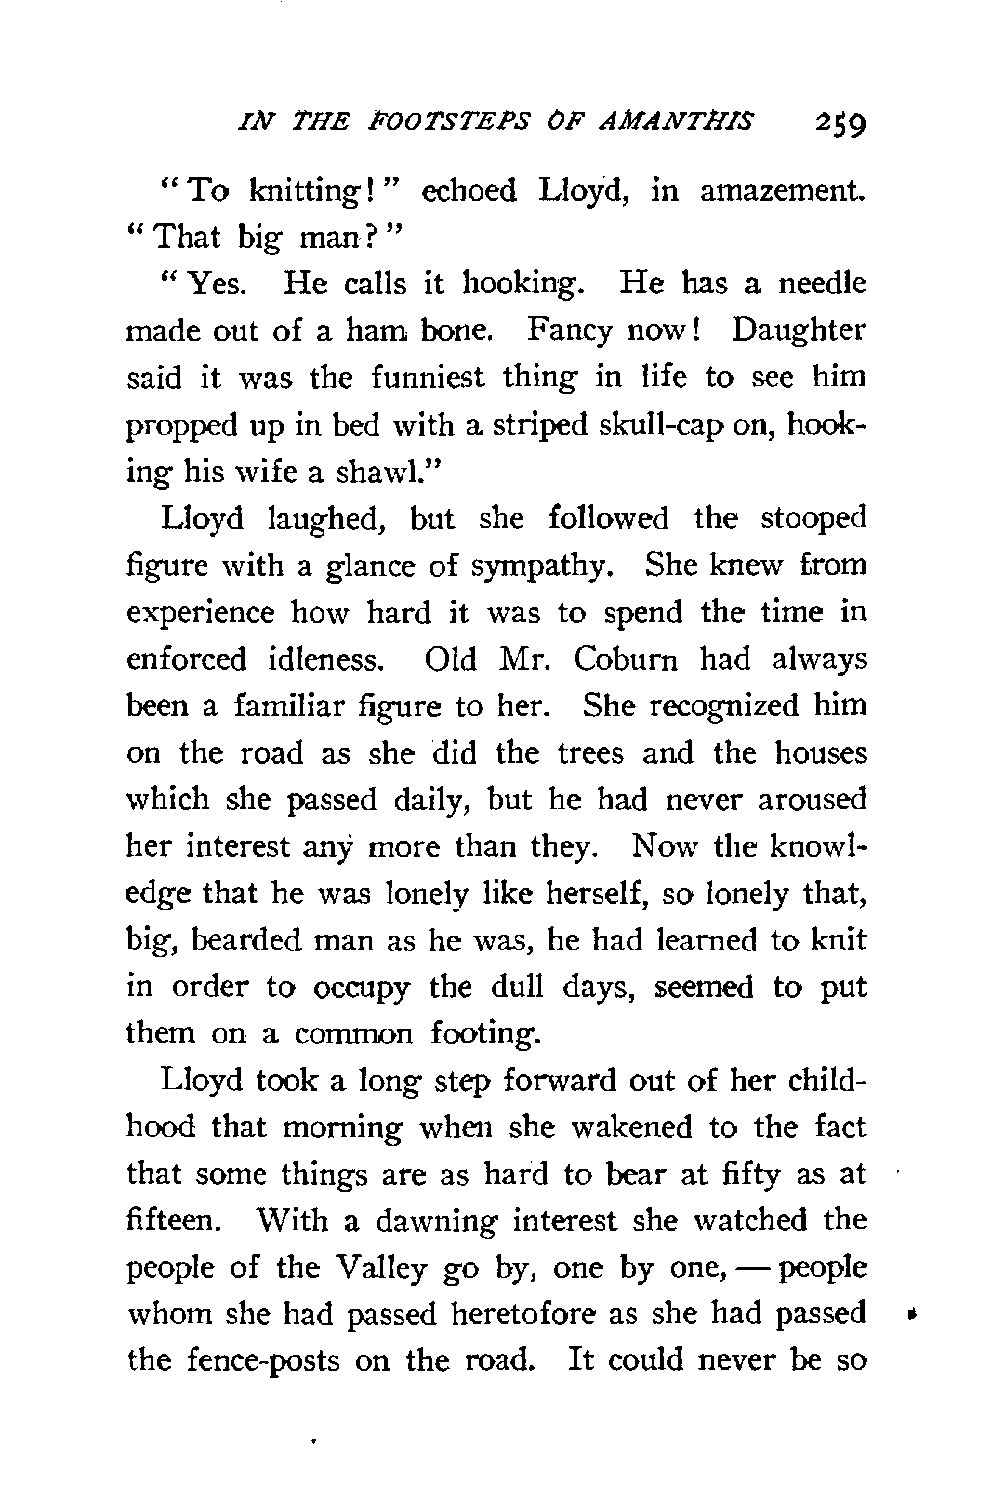 IN THE FOOTSTEPS OF AMANTHIS 259
“To knitting!” echoed Lloyd, in amazement.
“That big man?”
“Yes. He calls it hooking. He has a needle
made out of a ham bone. Fancy now! Daughter
said it was the funniest thing in life to see him
propped up in bed with a striped skull-cap on, hook-
ing his wife a shawl.”
Lloyd laughed, but she followed the stooped
figure with a glance of sympathy. She knew from
experience how hard it was to spend the time in
enforced idleness. Old Mr. Coburn had always
been a familiar figure to her. She recognized him
on the road as she did the trees and the houses
which she passed daily, but he had never aroused
her interest any more than they. Now the knowl-
edge that he was lonely like herself, so lonely that,
big, bearded man as he was, he had learned to knit
in order to occupy the dull days, seemed to put
them on a common footing.
Lloyd took a long step forward out of her child-
hood that morning when she wakened to the fact
that some things are as hard to bear at fifty as at
fifteen. With a dawning interest she watched the
people of the Valley go by, one by one, — people
whom she had passed heretofore as she had passed
the fence-posts on the road. It could never be so